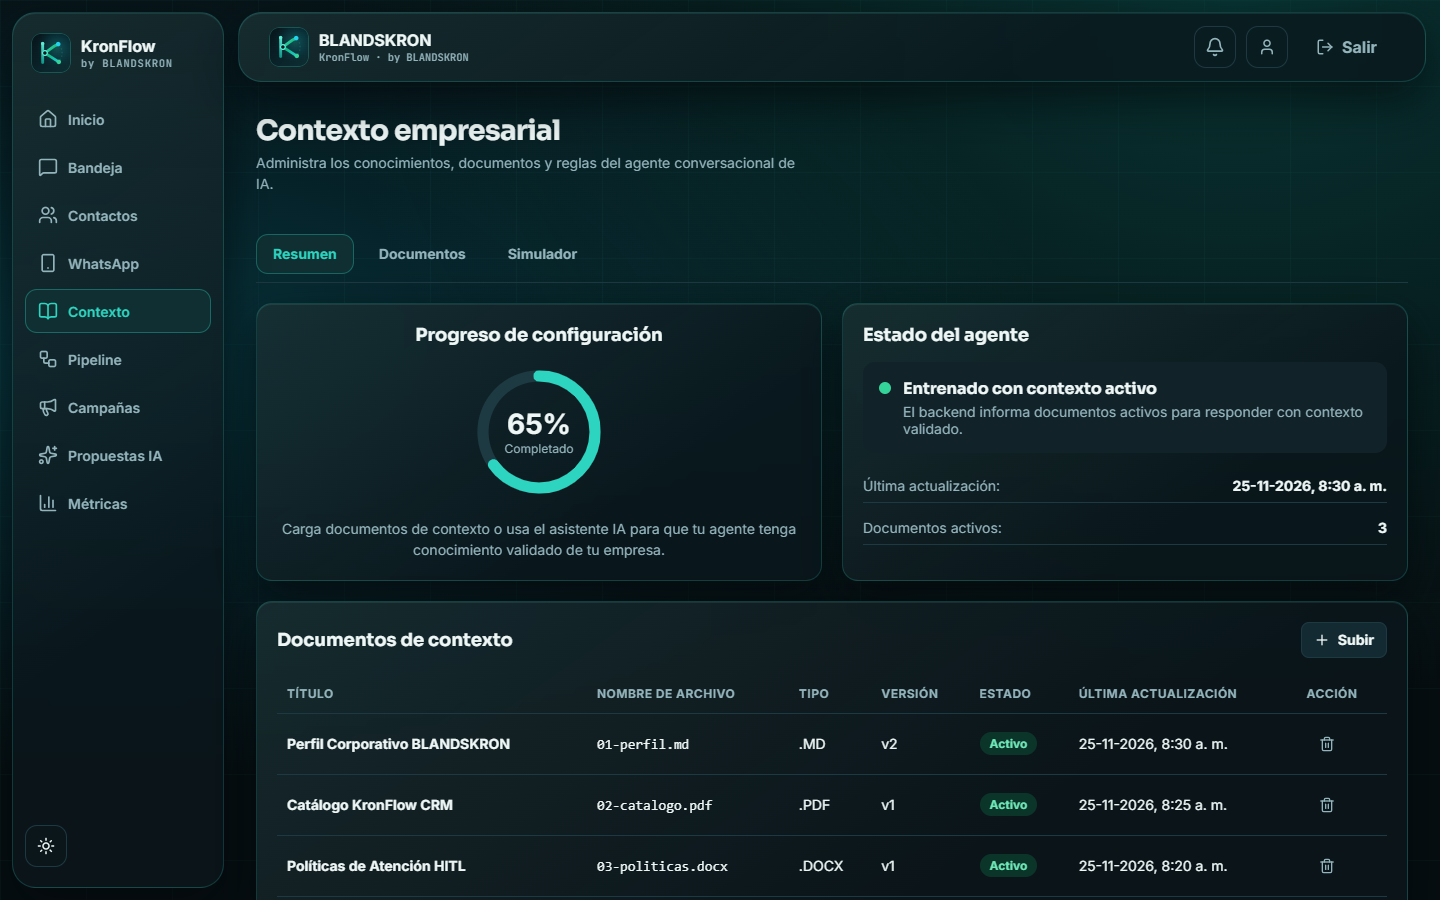 KronFlow
by BLANDSKRON
Inicio
Bandeja
Contactos
WhatsApp
Contexto
Pipeline
Campañas
Propuestas IA
Métricas
BLANDSKRON
KronFlow · by BLANDSKRON
Salir
Contexto empresarial
Administra los conocimientos, documentos y reglas del agente conversacional de
IA.
Resumen Documentos Simulador
Progreso de configuración
65%
Completado
Carga documentos de contexto o usa el asistente IA para que tu agente tenga
conocimiento validado de tu empresa.
Estado del agente
Entrenado con contexto activo
El backend informa documentos activos para responder con contexto
validado.
Última actualización: 25-11-2026, 8:30 a. m.
Documentos activos: 3
Documentos de contexto
+ Subir
TÍTULO NOMBRE DE ARCHIVO TIPO VERSIÓN ESTADO ÚLTIMA ACTUALIZACIÓN ACCIÓN
Perfil Corporativo BLANDSKRON 01-perfil.md .MD v2 Activo 25-11-2026, 8:30 a. m.
Catálogo KronFlow CRM 02-catalogo.pdf .PDF v1 Activo 25-11-2026, 8:25 a. m.
Políticas de Atención HITL 03-politicas.docx .DOCX v1 Activo 25-11-2026, 8:20 a. m.